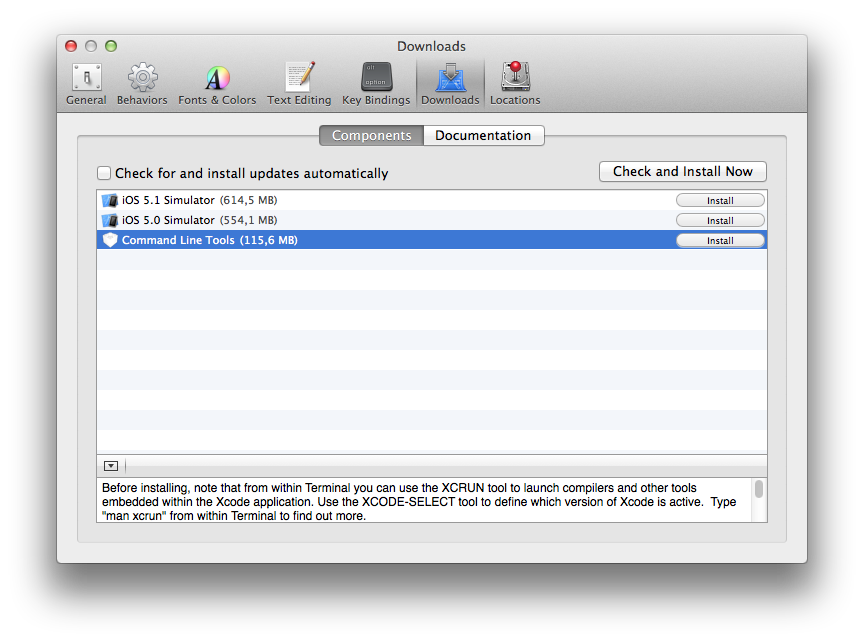 Downloads
General Behaviors Fonts & Colors Text Editing Key Bindings Downloads Locations
alt
option
Components Documentation
Check for and install updates automatically Check and Install Now
iOS 5.1 Simulator (614,5 MB) Install
iOS 5.0 Simulator (554,1 MB) Install
Command Line Tools (115,6 MB) Install
Before installing, note that from within Terminal you can use the XCRUN tool to launch compilers and other tools
embedded within the Xcode application. Use the XCODE-SELECT tool to define which version of Xcode is active.  Type
"man xcrun" from within Terminal to find out more.